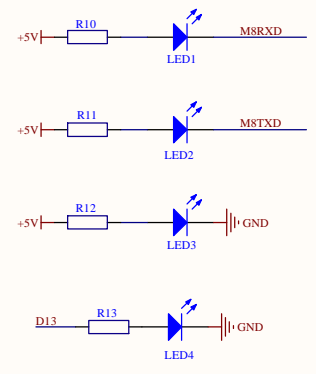 R10
+5V M8RXD
LED1
R11
+5V M8TXD
LED2
R12
+5V GND
LED3
D13 R13 GND
LED4